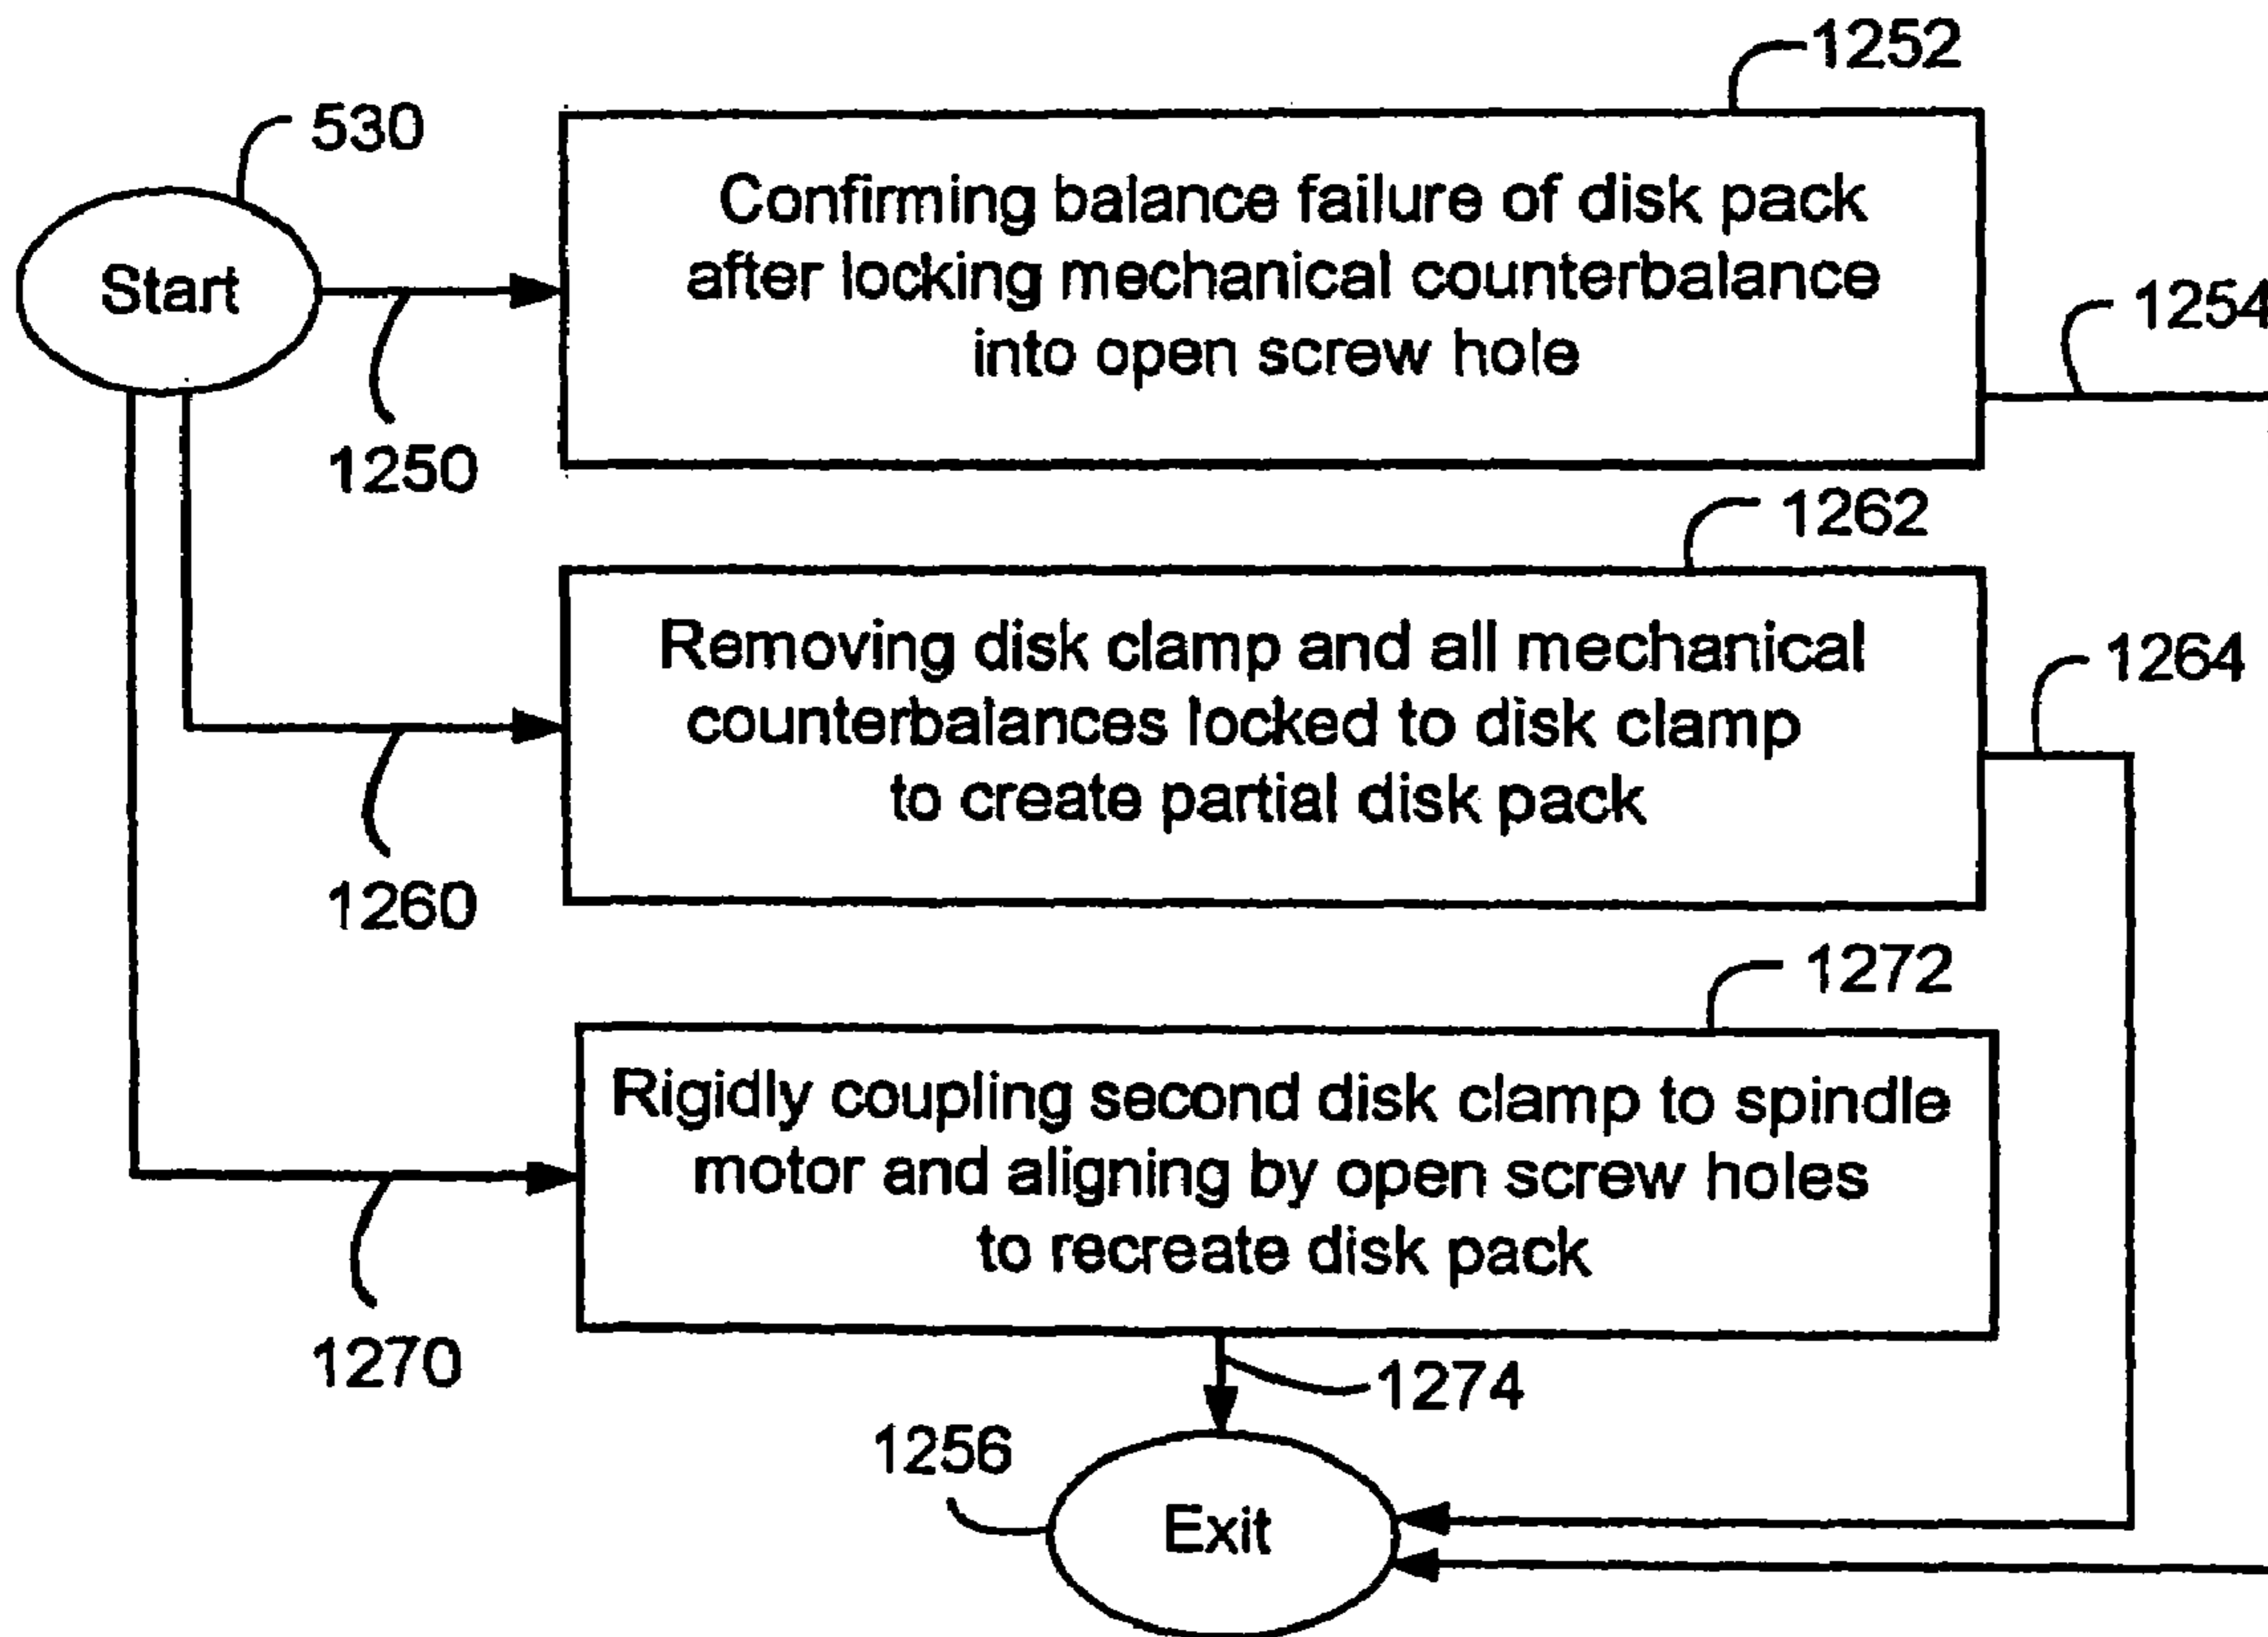 1252
530
Start
Confirming balance failure of disk pack
after locking mechanical counterbalance
into open screw hole
1254
1250
1262
Removing disk clamp and all mechanical
counterbalances locked to disk clamp
to create partial disk pack
1264
1260
1272
Rigidly coupling second disk clamp to spindle
motor and aligning by open screw holes
to recreate disk pack
1270
1274
1256
Exit